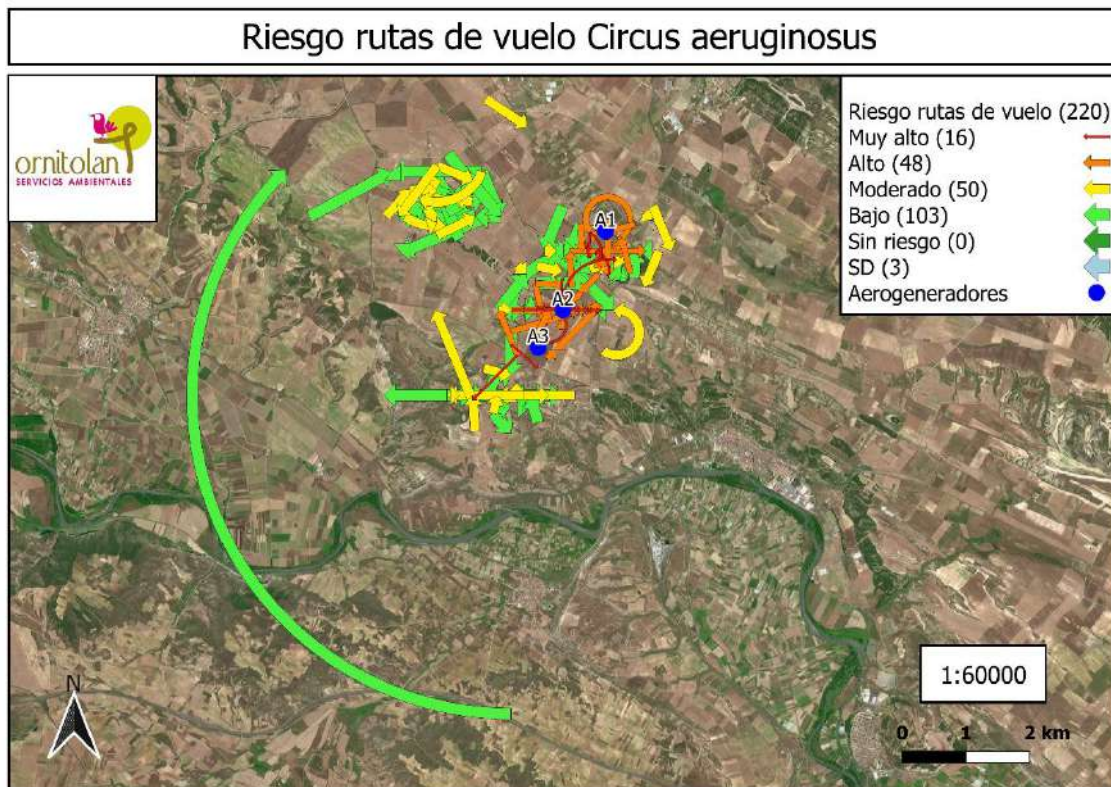 Riesgo rutas de vuelo Circus aeruginosus
ornitolan
SERVICIOS AMBIENTALES
Riesgo rutas de vuelo (220)
Muy alto (16)
Alto (48)
Moderado (50)
Bajo (103)
Sin riesgo (0)
SD (3)
Aerogeneradores
A1
A2
A3
N
1:60000
0 1 2 km